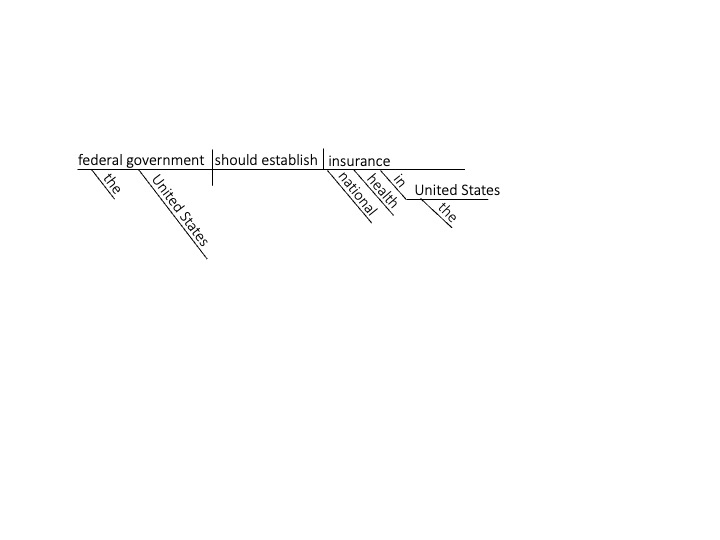 federal government should establish insurance
the United States national health in United States
the